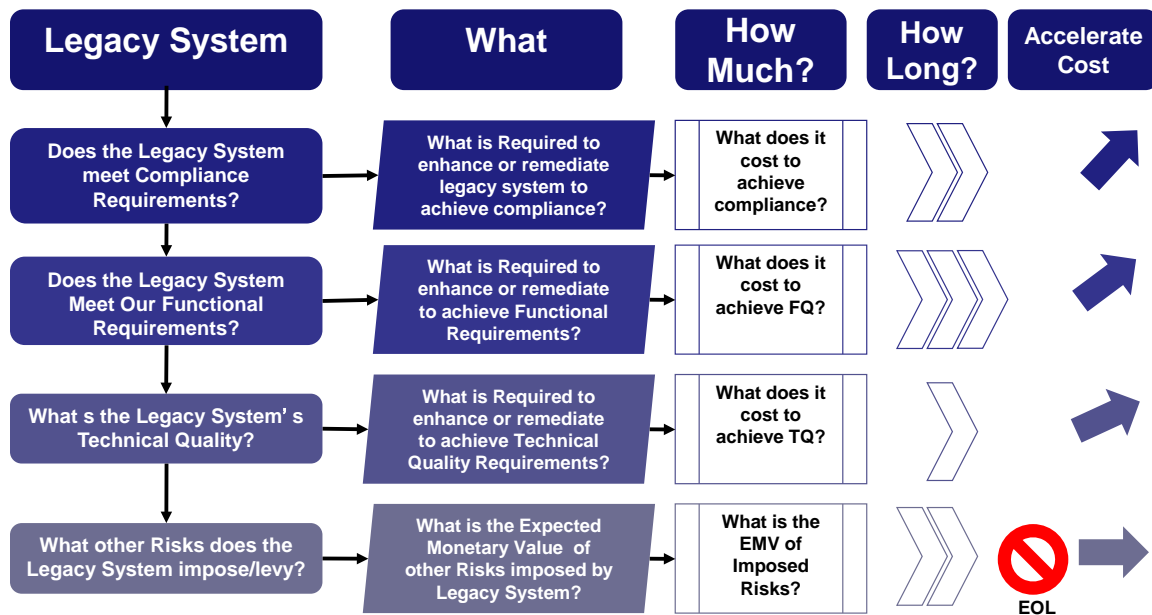 Legacy System
What
How
Much?
How
Long?
Accelerate
Cost
Does the Legacy System
meet Compliance
Requirements?
What is Required to
enhance or remediate
legacy system to
achieve compliance?
What does it
cost to
achieve
compliance?
Does the Legacy System
Meet Our Functional
Requirements?
What is Required to
enhance or remediate
to achieve Functional
Requirements?
What does it
cost to
achieve FQ?
What s the Legacy System' s
Technical Quality?
What is Required to
enhance or remediate
to achieve Technical
Quality Requirements?
What does it
cost to
achieve TQ?
What other Risks does the
Legacy System impose/levy?
What is the Expected
Monetary Value of
other Risks imposed by
Legacy System?
What is the
EMV of
Imposed
Risks?
EOL